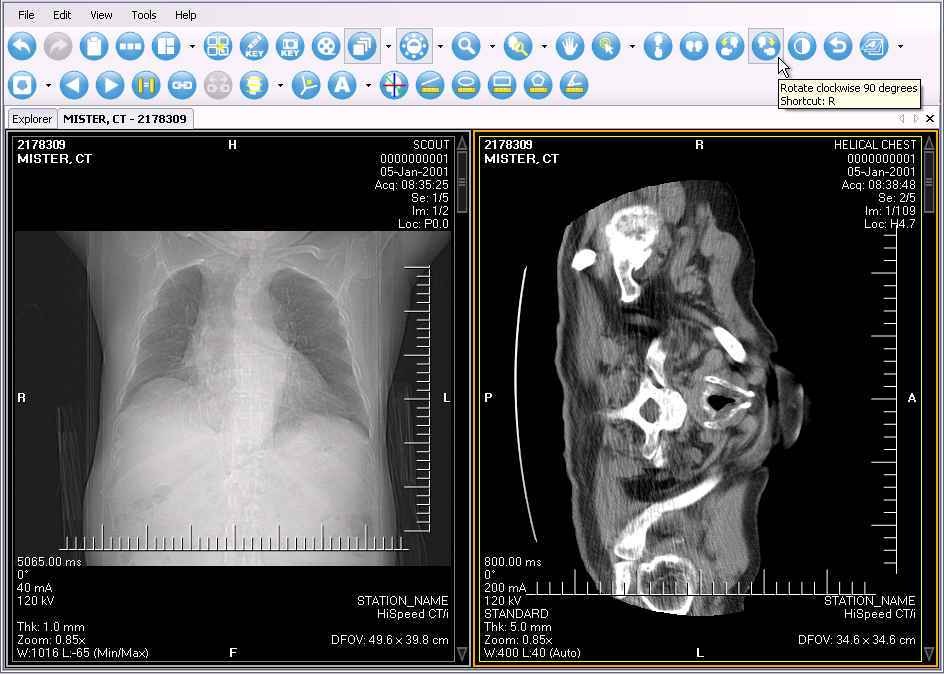 File Edit View Tools Help
KEY
KEY
A
Rotate clockwise 90 degrees
Shortcut: R
Explorer
MISTER, CT - 2178309
2178309
MISTER, CT
H
SCOUT
0000000001
05-Jan-2001
Acq: 08:35:25
Se: 1/5
Im: 1/2
Loc: P0.0
R
L
5065.00 ms
0°
40 mA
120 kV
Thk: 1.0 mm
Zoom: 0.85x
W:1016 L:-65 (Min/Max)
F
STATION_NAME
HiSpeed CT/i
DFOV: 49.6 x 39.8 cm
2178309
MISTER, CT
R
HELICAL CHEST
0000000001
05-Jan-2001
Acq: 08:38:48
Se: 2/5
Im: 1/109
Loc: H4.7
P
A
800.00 ms
0°
200 mA
120 kV
STANDARD
Thk: 5.0 mm
Zoom: 0.85x
W:400 L:40 (Auto)
L
STATION_NAME
HiSpeed CT/i
DFOV: 34.6 x 34.6 cm